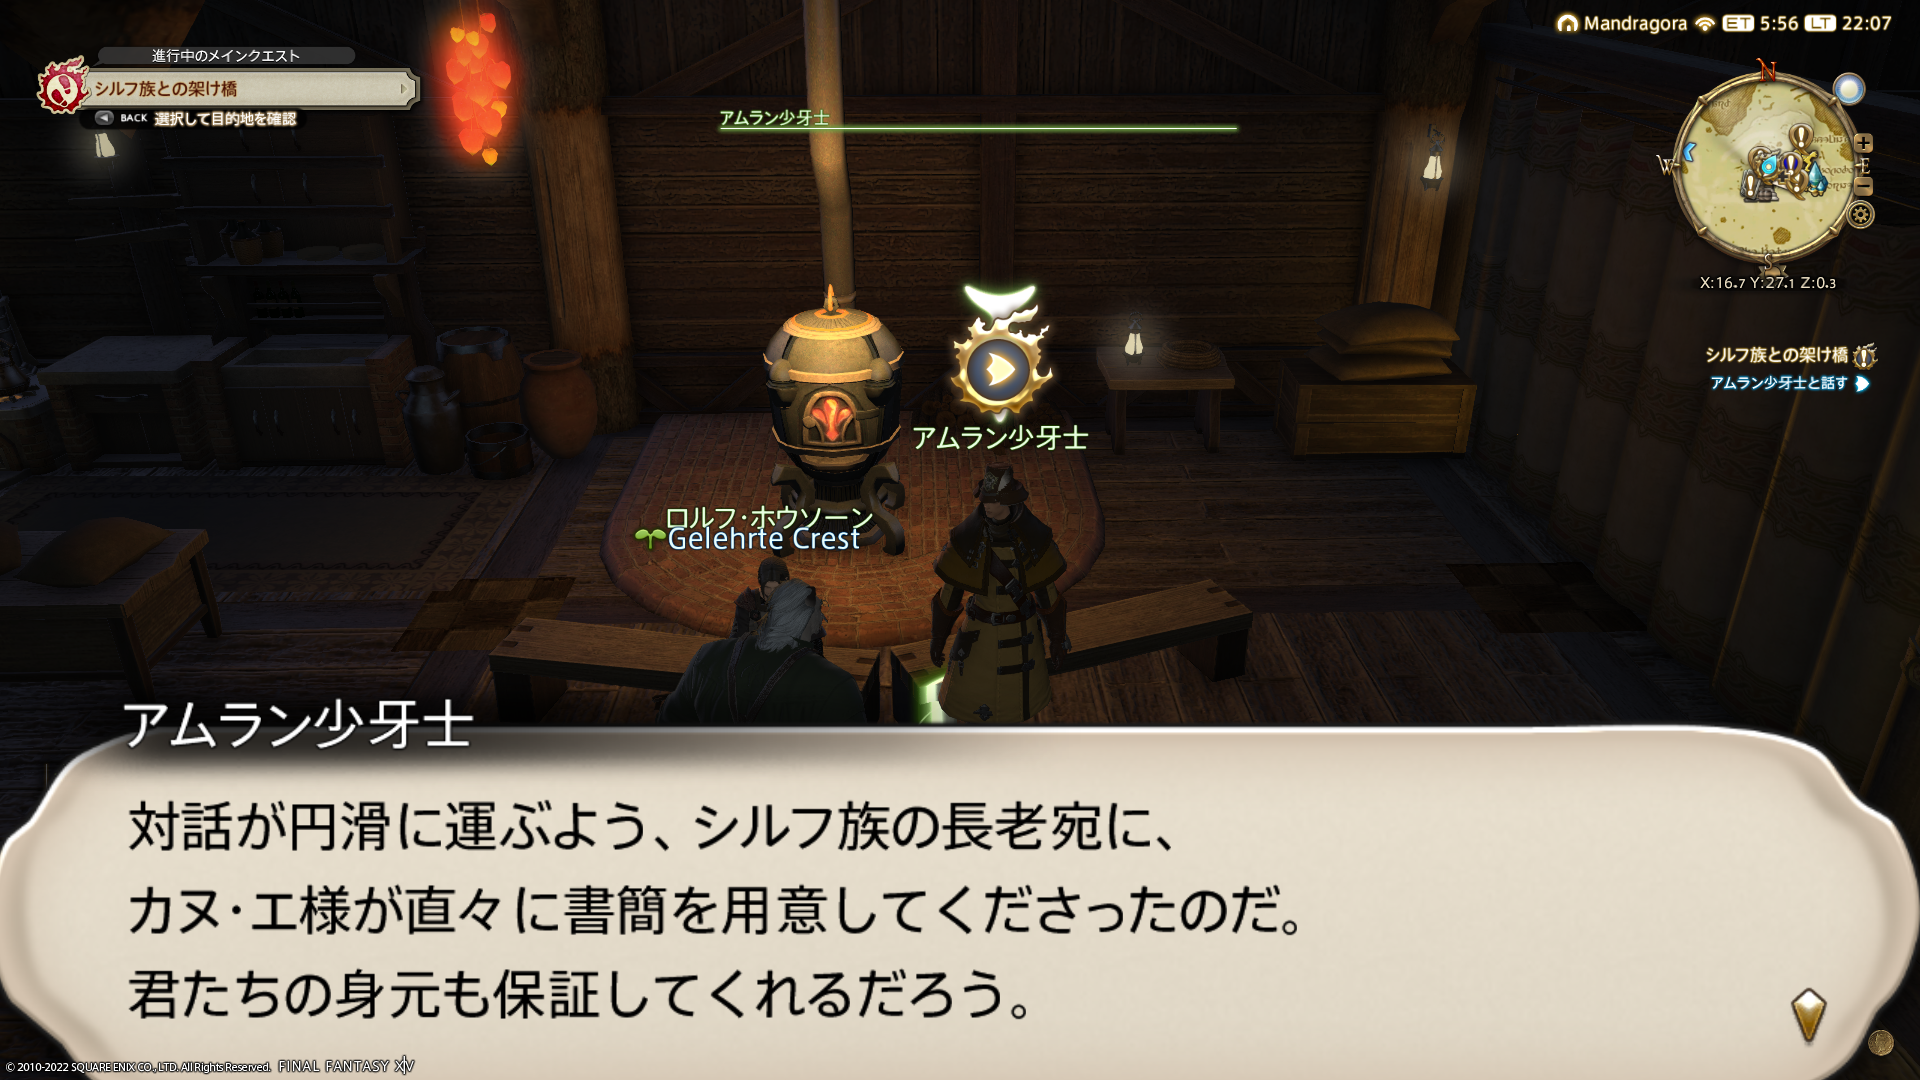 進行中のメインクエスト
シルフ族との架け橋
BACK 選択して目的地を確認
アムラン少牙士
Mandragora ET 5:56 LT 22:07
N
W
E
S
X:16.7 Y:27.1 Z:0.3
シルフ族との架け橋
アムラン少牙士と話す
アムラン少牙士
ロルフ・ホウソーン
Gelehrte Crest
アムラン少牙士
対話が円滑に運ぶよう、シルフ族の長老宛に、
カヌ・エ様が直々に書簡を用意してくださったのだ。
君たちの身元も保証してくれるだろう。
© 2010-2022 SQUARE ENIX CO., LTD. All Rights Reserved. FINAL FANTASY XIV